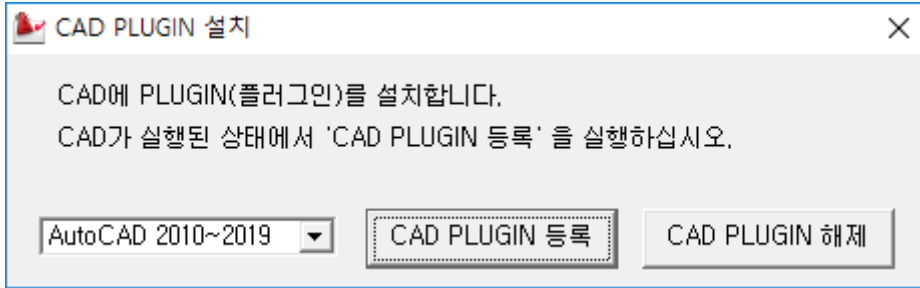 CAD PLUGIN 설치
CAD에 PLUGIN(플러그인)를 설치합니다.
CAD가 실행된 상태에서 'CAD PLUGIN 등록' 을 실행하십시오.
AutoCAD 2010~2019 CAD PLUGIN 등록 CAD PLUGIN 해제